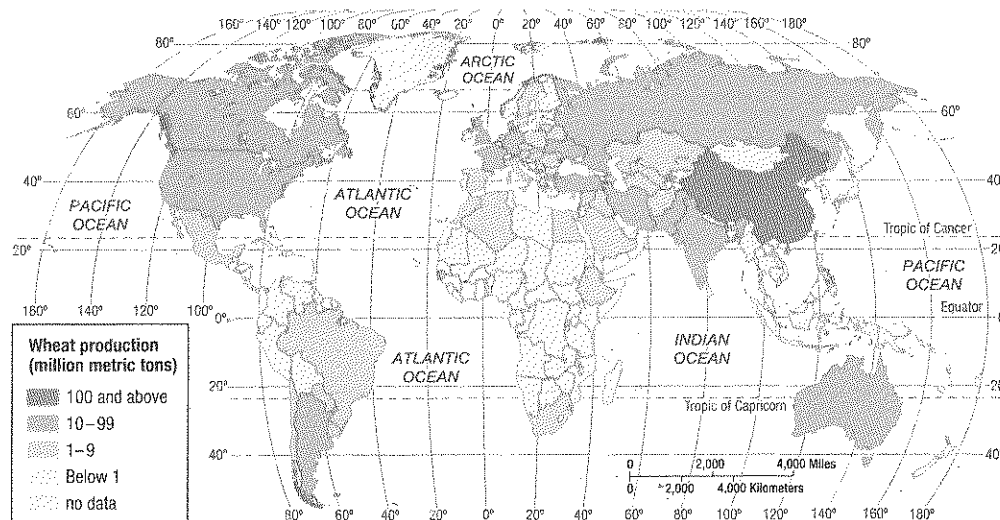 160° 140° 120° 100° 80° 60° 40° 20° 0° 20° 40° 60° 80° 100° 120° 140° 160° 180°
80° 80°
ARCTIC
OCEAN
60° 60°
40° 40
PACIFIC
OCEAN
ATLANTIC
OCEAN
Tropic of Cancer
20° 20°
PACIFIC
OCEAN
160° 140° 120° 100°
Equator
0° 0
INDIAN
OCEAN
ATLANTIC
OCEAN
20° 20°
Tropic of Capricorn
40° 40
0 2,000 4,000 Miles
0 2,000 4,000 Kilometers
80° 60° 40° 20° 0° 20° 40° 60° 80° 100° 120° 140° 160° 180°
Wheat production
(million metric tons)
100 and above
10–99
1–9
Below 1
no data